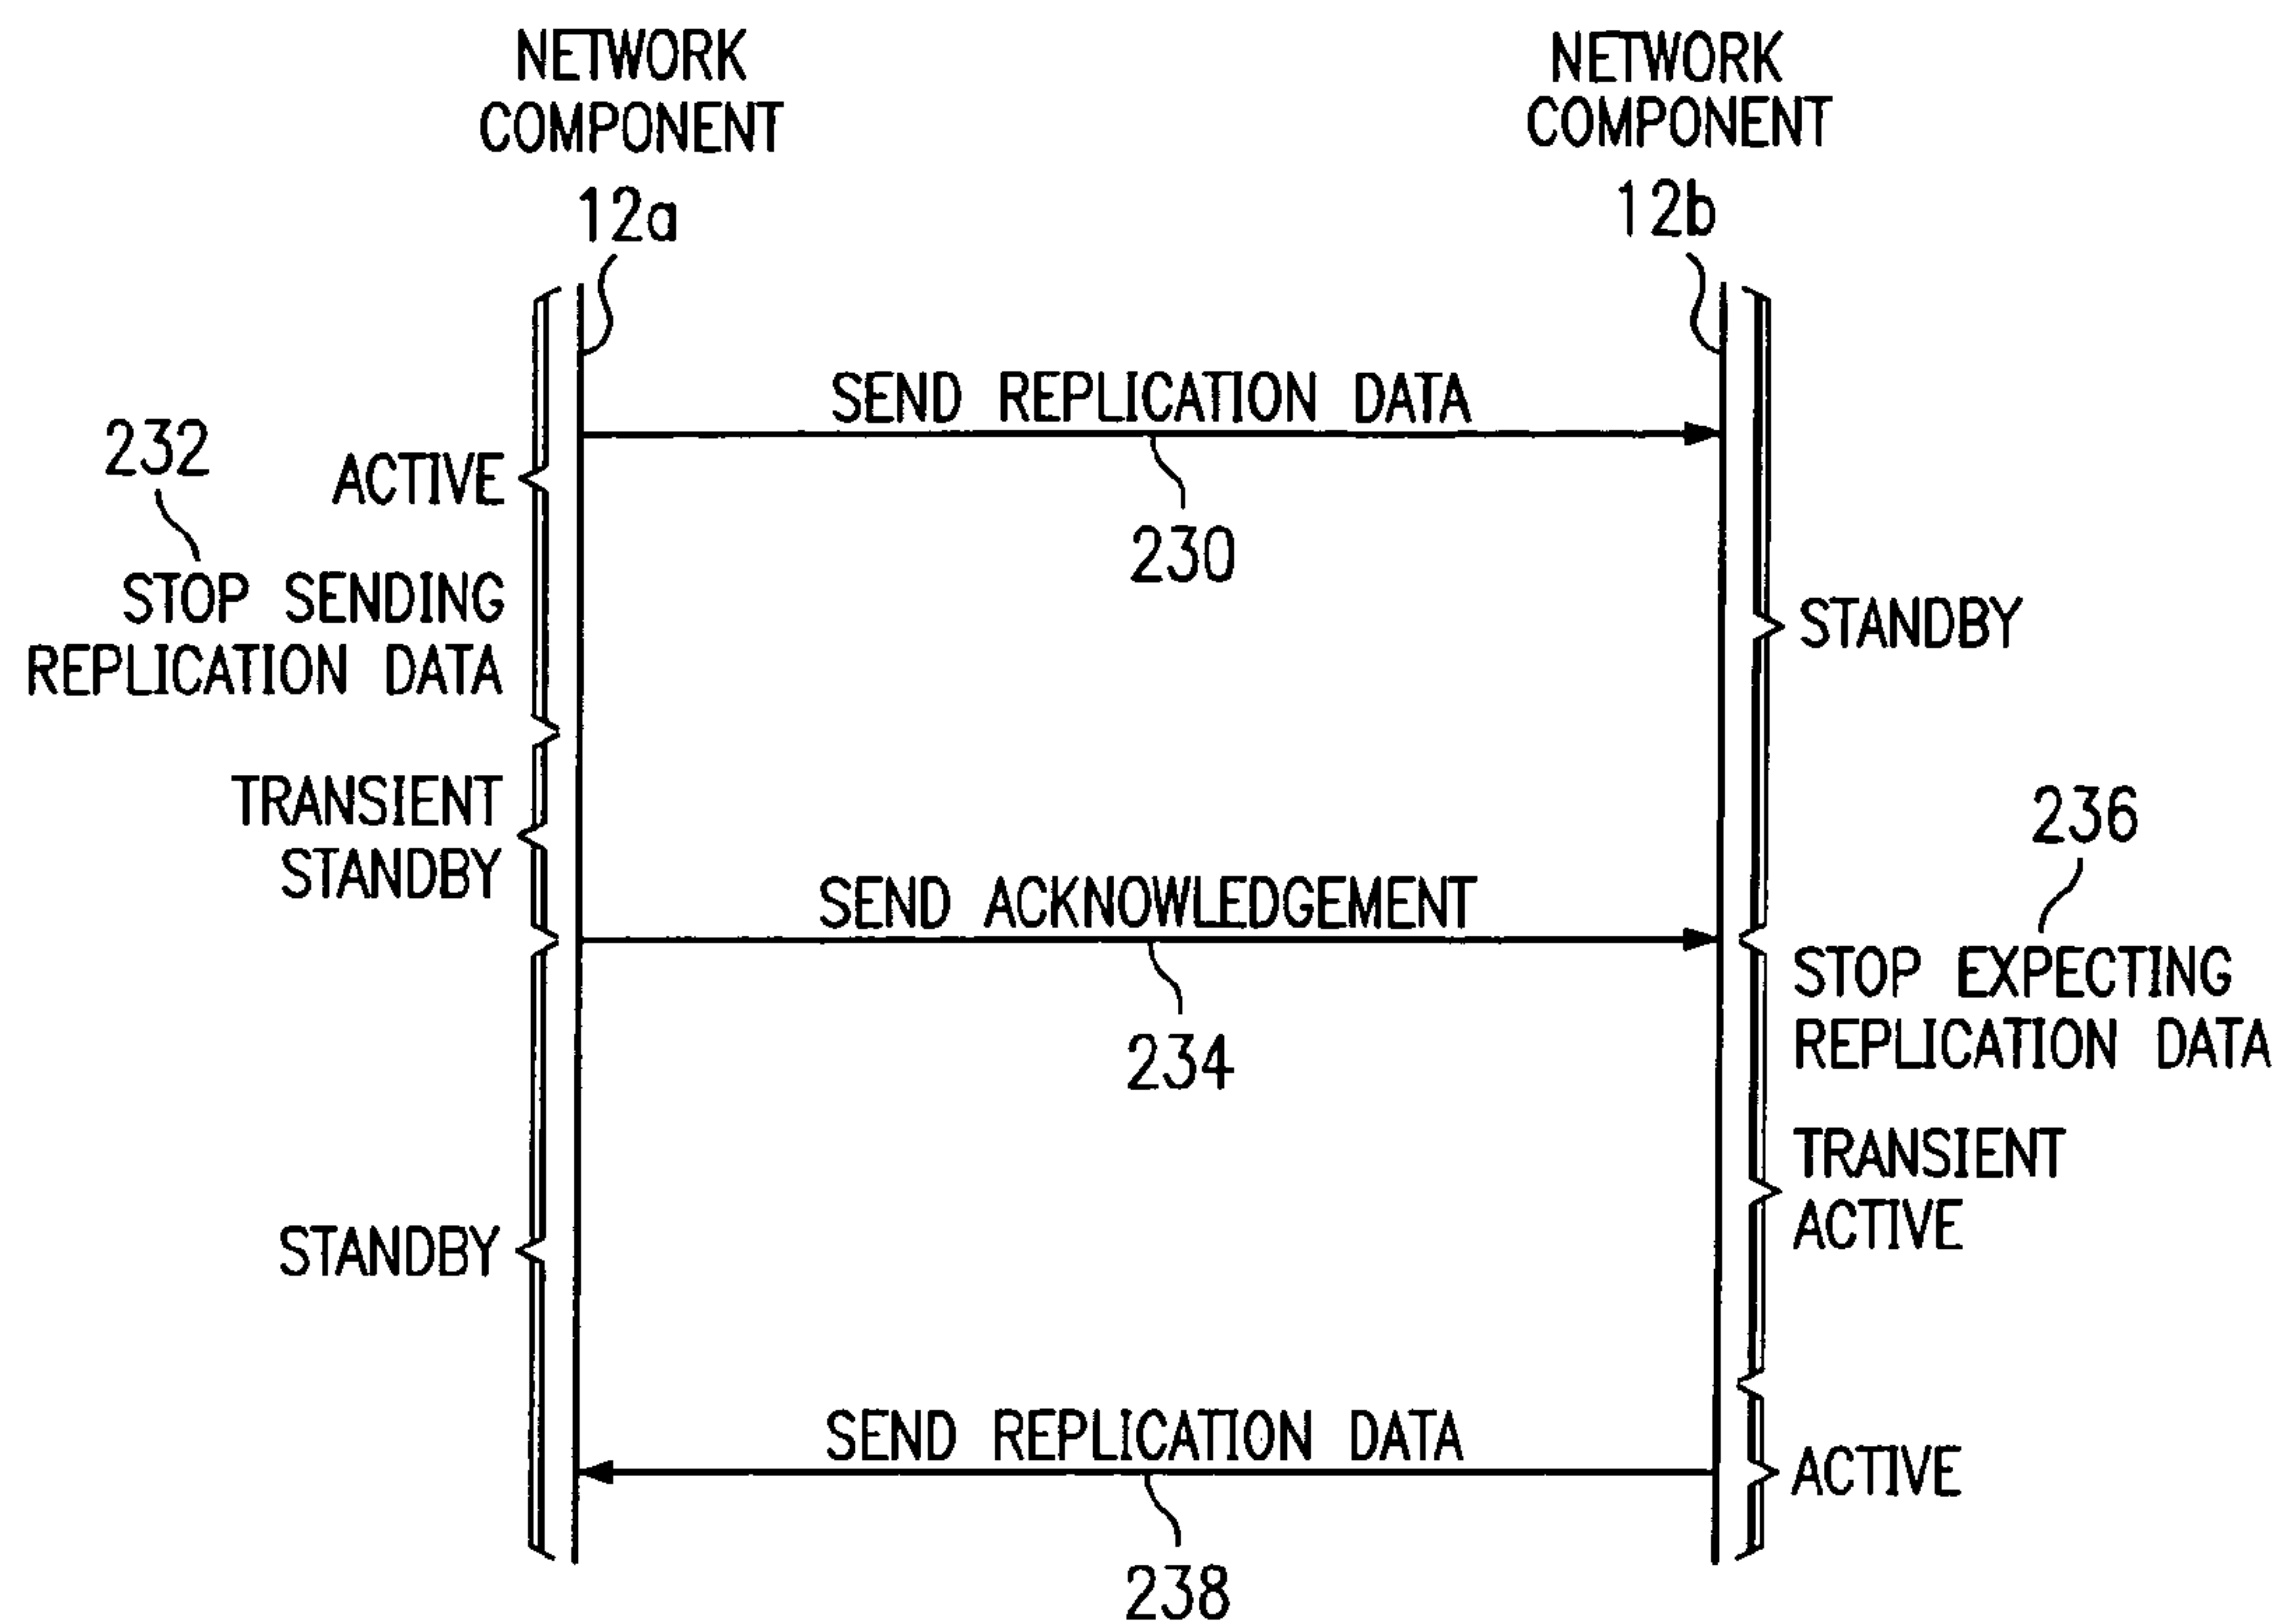 NETWORK
COMPONENT
12a
NETWORK
COMPONENT
12b
SEND REPLICATION DATA
230
232
ACTIVE
STOP SENDING
REPLICATION DATA
STANDBY
TRANSIENT
STANDBY
236
SEND ACKNOWLEDGEMENT
234
STOP EXPECTING
REPLICATION DATA
TRANSIENT
ACTIVE
STANDBY
SEND REPLICATION DATA
238
ACTIVE